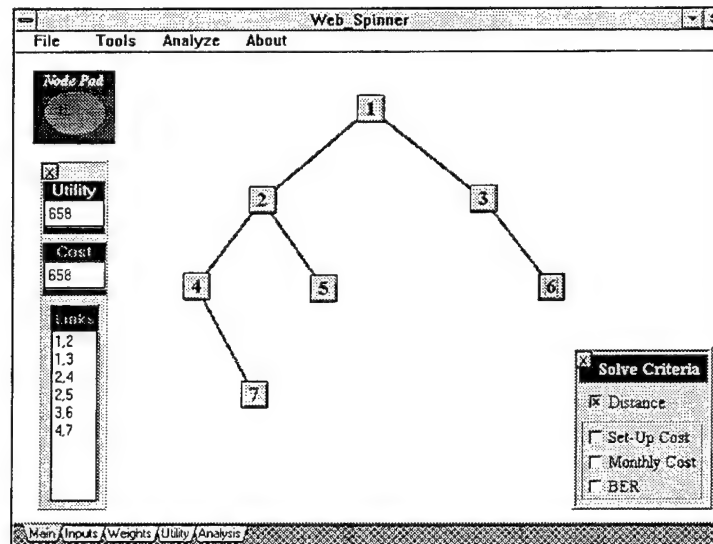 Web_Spinner
File Tools Analyze About
Node Pad
1
2
3
4
5
6
7
x
Utility
658
Cost
658
Links
1,2
1,3
2,4
2,5
3,6
4,7
x
Solve Criteria
x Distance
Set-Up Cost
Monthly Cost
BER
Main Inputs Weights Utility Analysis